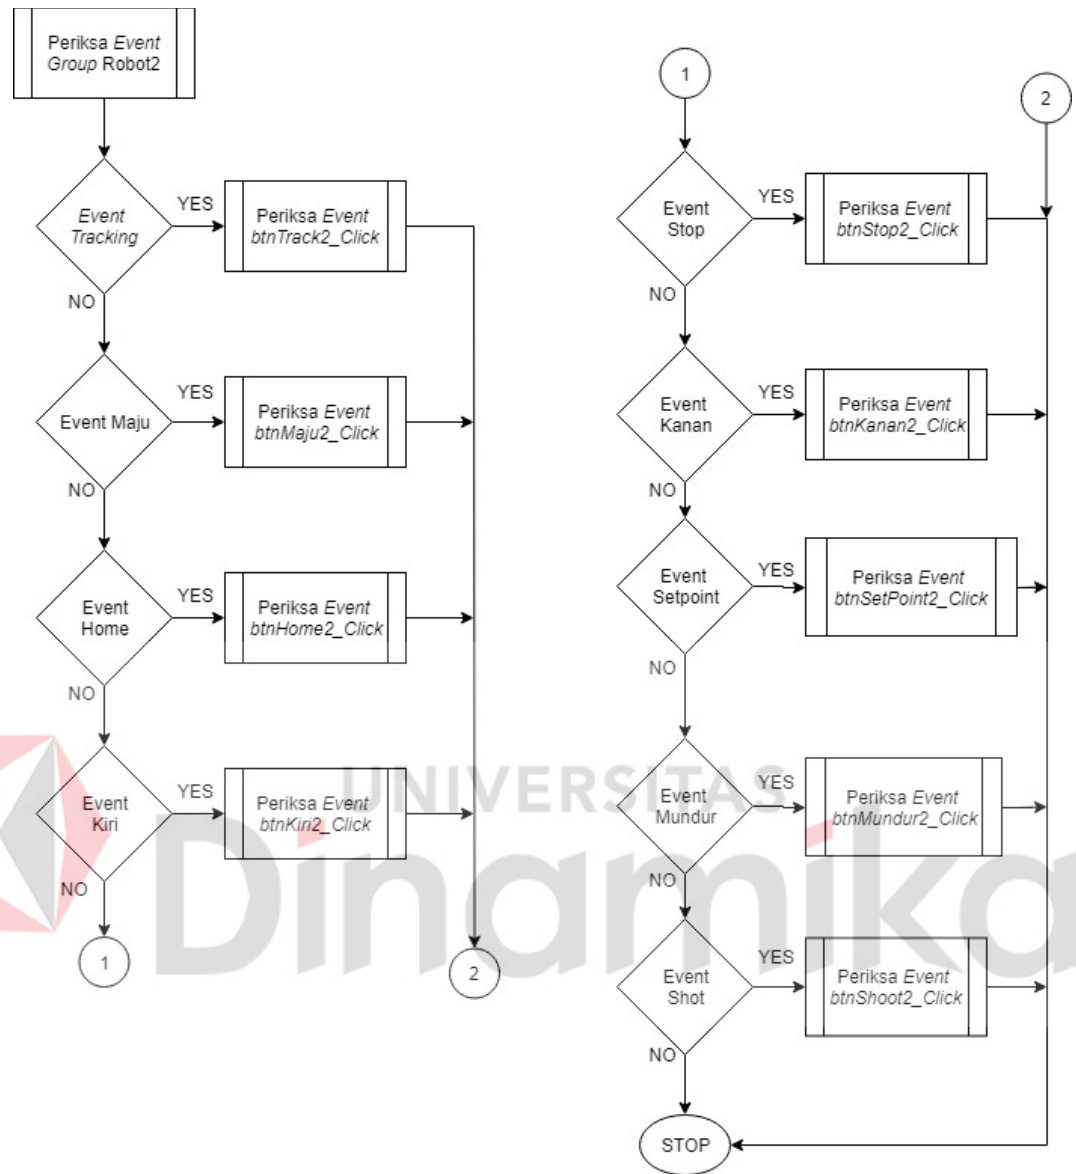 Periksa Event
Group Robot2
Event
Tracking
YES
Periksa Event
btnTrack2_Click
NO
Event Maju
YES
Periksa Event
btnMaju2_Click
NO
Event
Home
YES
Periksa Event
btnHome2_Click
NO
Event
Kiri
YES
Periksa Event
btnKiri2_Click
NO
1
2
1
2
Event
Stop
YES
Periksa Event
btnStop2_Click
NO
Event
Kanan
YES
Periksa Event
btnKanan2_Click
NO
Event
Setpoint
YES
Periksa Event
btnSetPoint2_Click
NO
Event
Mundur
YES
Periksa Event
btnMundur2_Click
NO
Event
Shot
YES
Periksa Event
btnShoot2_Click
NO
STOP
UNIVERSITAS
Dinamika